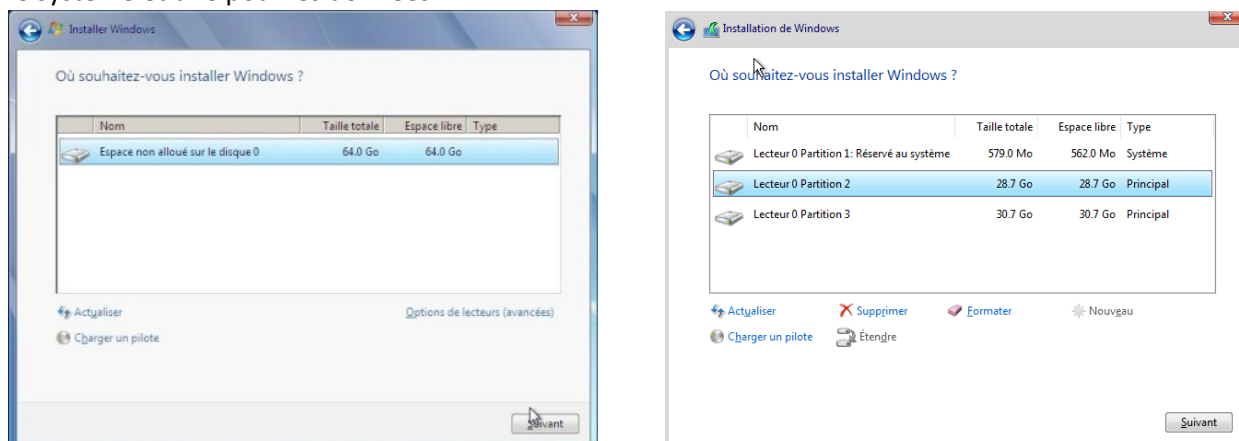 Installer Windows
Où souhaitez-vous installer Windows ?
Nom Taille totale Espace libre Type
Espace non alloué sur le disque 0 64.0 Go 64.0 Go
Actualiser Options de lecteurs (avancées)
Charger un pilote
Suivant
Installation de Windows
Où souhaitez-vous installer Windows ?
Nom Taille totale Espace libre Type
Lecteur 0 Partition 1: Réservé au système 579.0 Mo 562.0 Mo Système
Lecteur 0 Partition 2 28.7 Go 28.7 Go Principal
Lecteur 0 Partition 3 30.7 Go 30.7 Go Principal
Actualiser Supprimer Formater Nouveau
Charger un pilote Étendre
Suivant